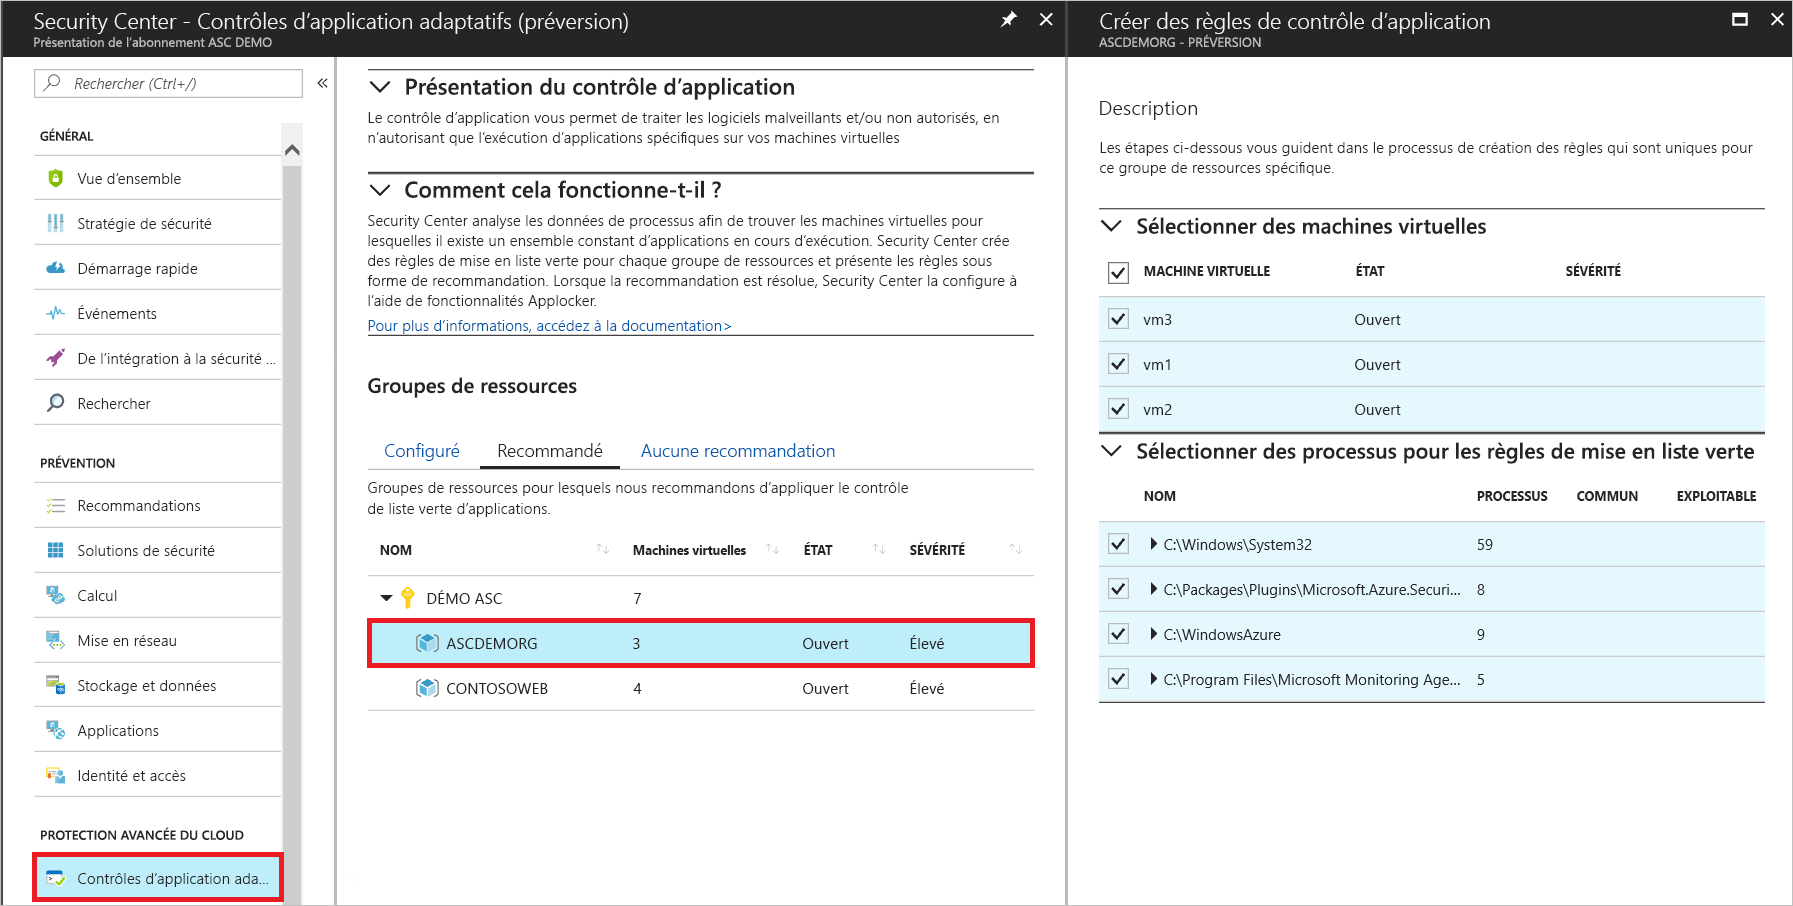 Security Center - Contrôles d’application adaptatifs (préversion)
Présentation de l’abonnement ASC DEMO
Rechercher (Ctrl+/)
GÉNÉRAL
Vue d’ensemble
Stratégie de sécurité
Démarrage rapide
Événements
De l’intégration à la sécurité ...
Rechercher
PRÉVENTION
Recommandations
Solutions de sécurité
Calcul
Mise en réseau
Stockage et données
Applications
Identité et accès
PROTECTION AVANCÉE DU CLOUD
Contrôles d’application ada...
Présentation du contrôle d’application
Le contrôle d’application vous permet de traiter les logiciels malveillants et/ou non autorisés, en
n’autorisant que l’exécution d’applications spécifiques sur vos machines virtuelles
Comment cela fonctionne-t-il ?
Security Center analyse les données de processus afin de trouver les machines virtuelles pour
lesquelles il existe un ensemble constant d’applications en cours d’exécution. Security Center crée
des règles de mise en liste verte pour chaque groupe de ressources et présente les règles sous
forme de recommandation. Lorsque la recommandation est résolue, Security Center la configure à
l’aide de fonctionnalités Applocker.
Pour plus d’informations, accédez à la documentation>
Groupes de ressources
Configuré Recommandé Aucune recommandation
Groupes de ressources pour lesquels nous recommandons d’appliquer le contrôle
de liste verte d’applications.
NOM Machines virtuelles ÉTAT SÉVÉRITÉ
DÉMO ASC 7
ASCDEMORG 3 Ouvert Élevé
CONTOSOWEB 4 Ouvert Élevé
Créer des règles de contrôle d’application
ASCDEMORG - PRÉVERSION
Description
Les étapes ci-dessous vous guident dans le processus de création des règles qui sont uniques pour
ce groupe de ressources spécifique.
Sélectionner des machines virtuelles
MACHINE VIRTUELLE ÉTAT SÉVÉRITÉ
vm3 Ouvert
vm1 Ouvert
vm2 Ouvert
Sélectionner des processus pour les règles de mise en liste verte
NOM PROCESSUS COMMUN EXPLOITABLE
C:\Windows\System32 59
C:\Packages\Plugins\Microsoft.Azure.Securi... 8
C:\WindowsAzure 9
C:\Program Files\Microsoft Monitoring Age... 5